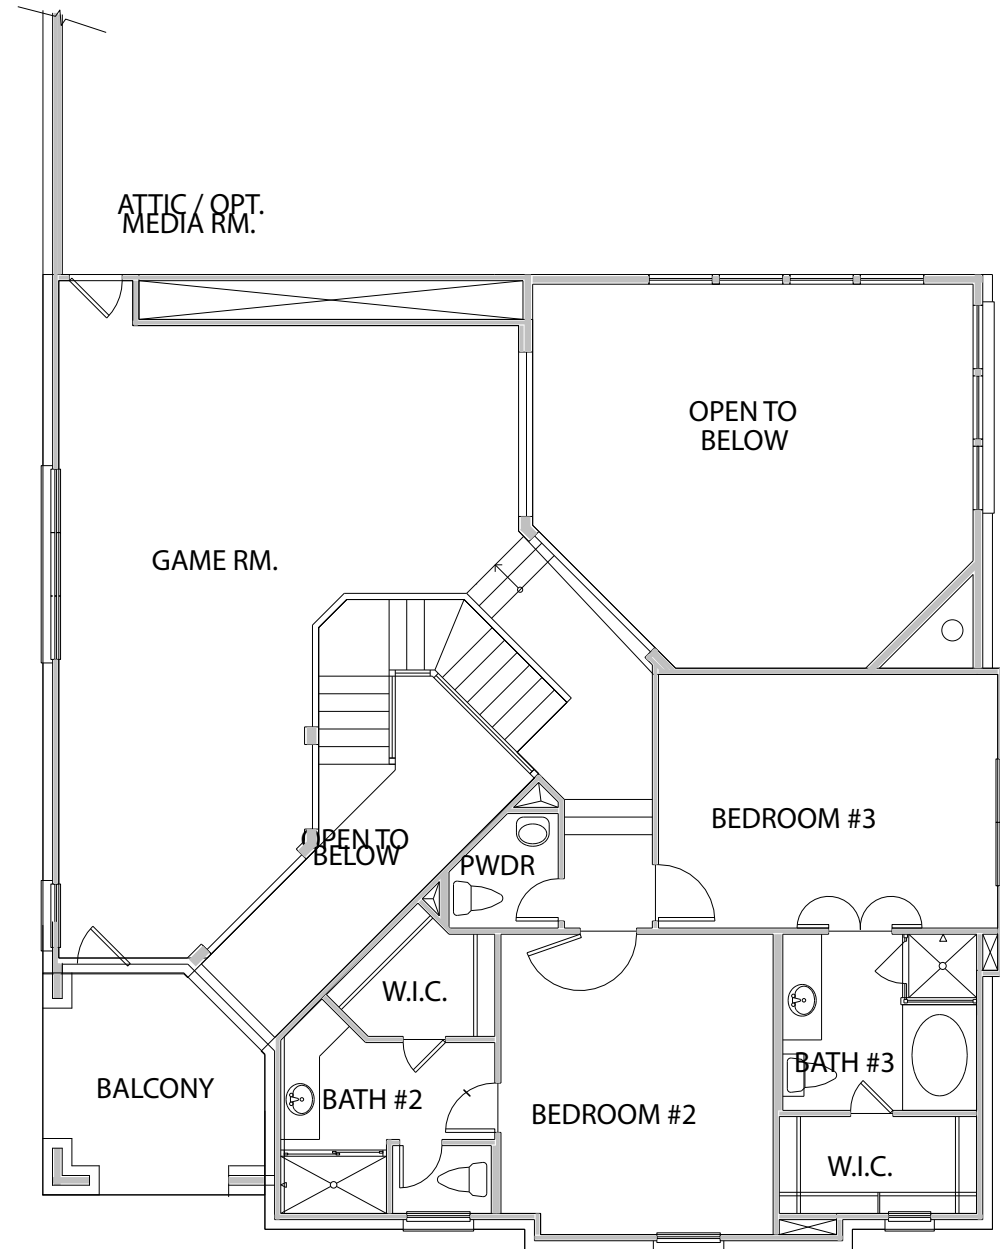 ATTIC / OPT.
MEDIA RM.
OPEN TO
BELOW
GAME RM.
BEDROOM #3
OPEN TO
BELOW
PWDR
W.I.C.
BATH #3
BALCONY
BATH #2
BEDROOM #2
W.I.C.